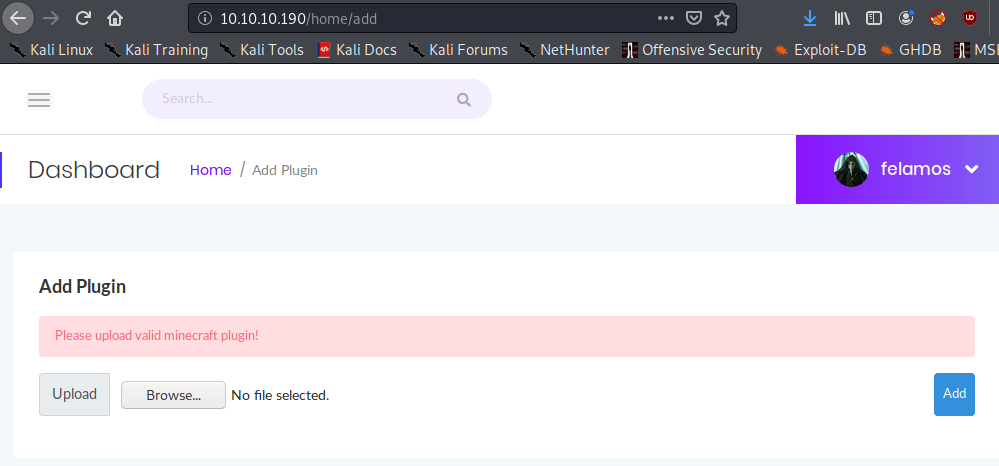 10.10.10.190/home/add
Kali Linux Kali Training Kali Tools Kali Docs Kali Forums NetHunter Offensive Security Exploit-DB GHDB MS
Search...
Dashboard Home / Add Plugin felamos
Add Plugin
Please upload valid minecraft plugin!
Upload Browse... No file selected. Add